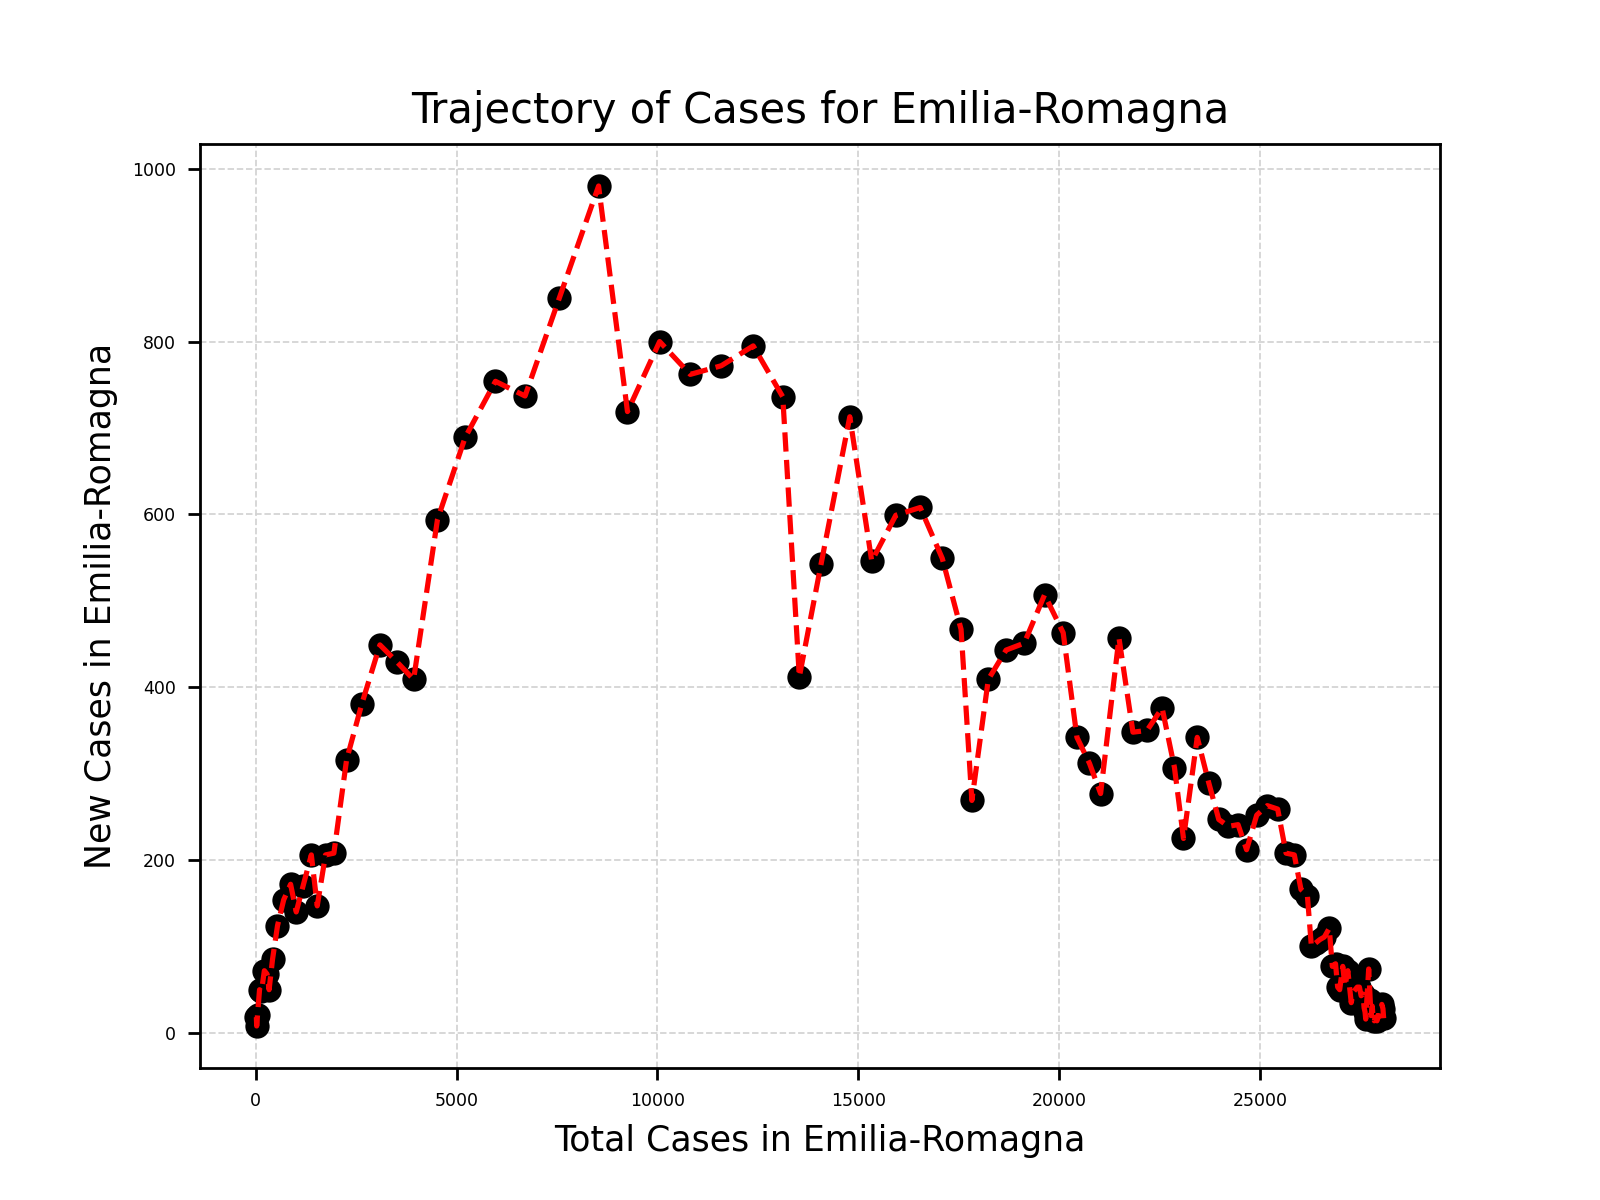 Trajectory of Cases for Emilia-Romagna
1000
800
600
400
200
0
New Cases in Emilia-Romagna
0 5000 10000 15000 20000 25000
Total Cases in Emilia-Romagna